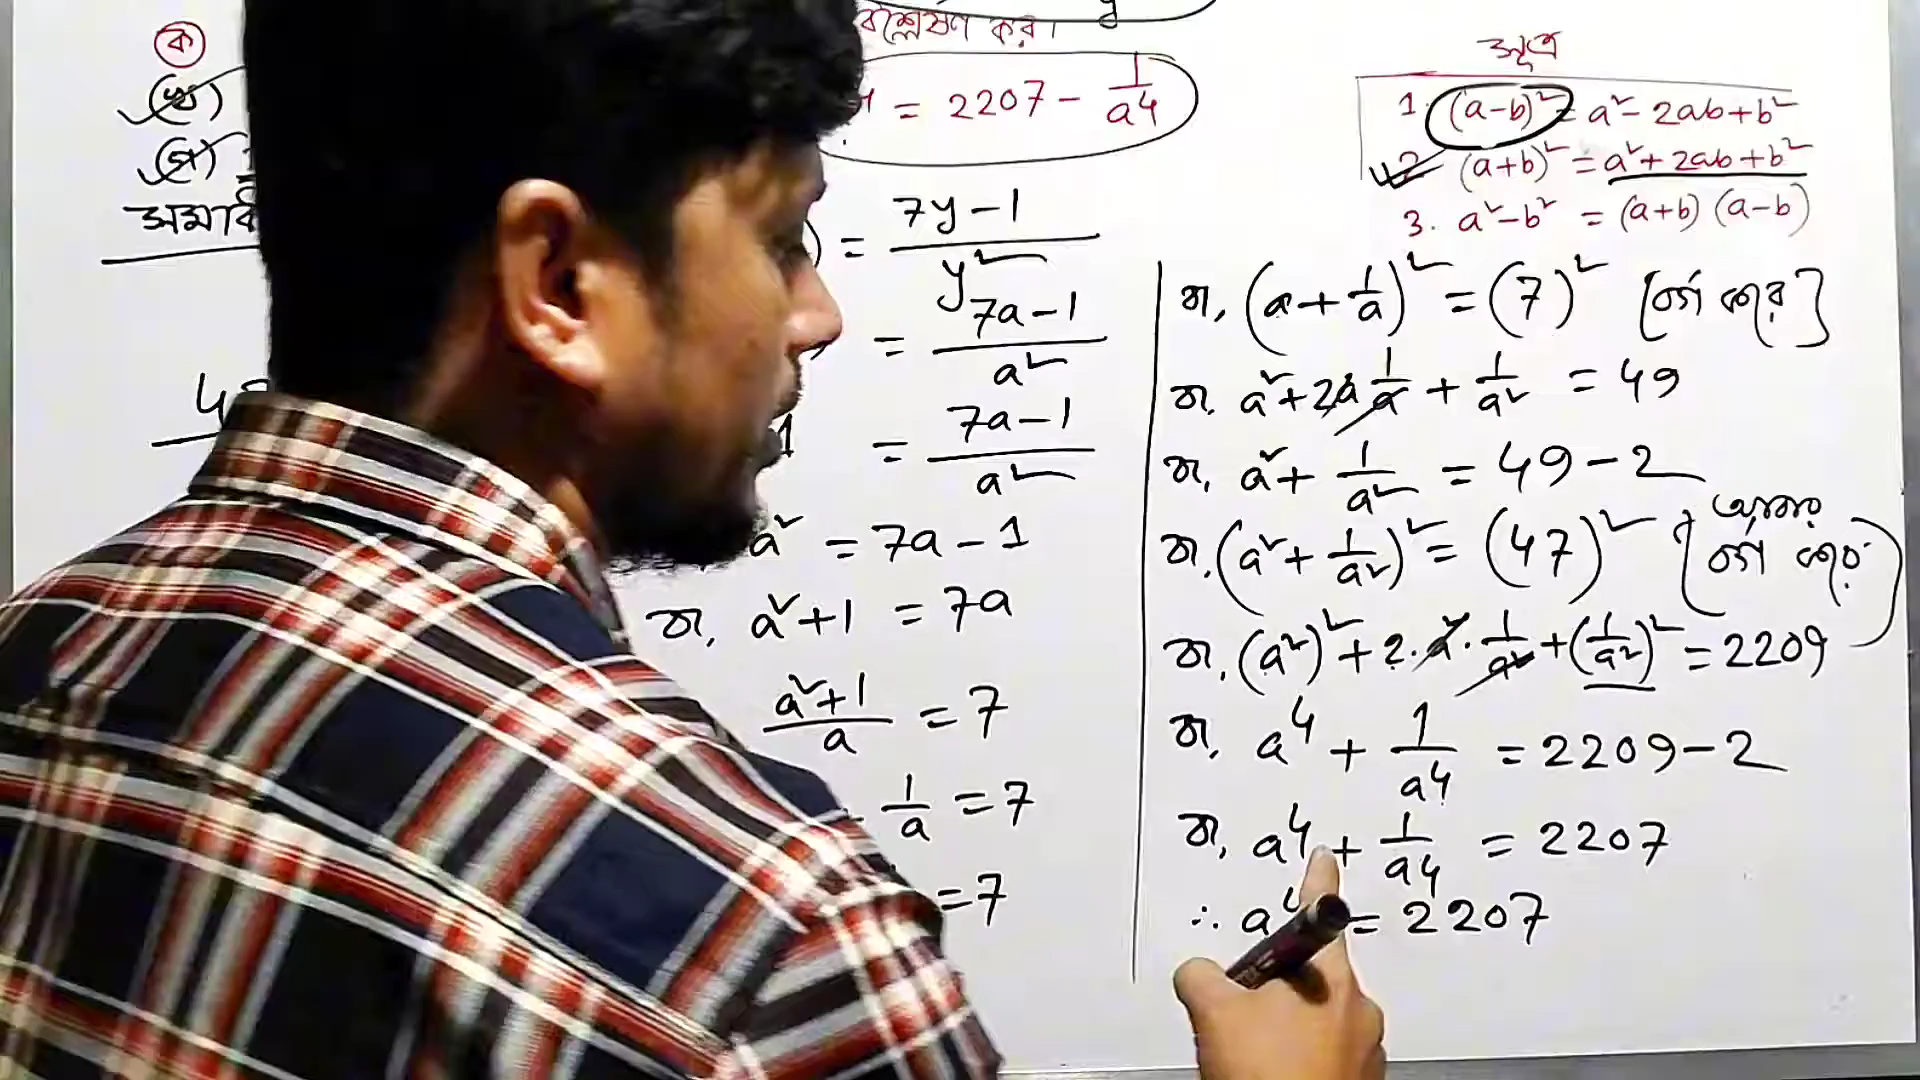 বিশ্লেষণ কর।
ক
(খ)
(গ)
= 2207 - 1/a⁴
সূত্র
1. (a-b)² = a² - 2ab + b²
2. (a+b)² = a² + 2ab + b²
3. a² - b² = (a+b) (a-b)
) = 7y-1/y²
= 7a-1/a²
1 = 7a-1/a²
a² = 7a - 1
বা, a²+1 = 7a
a²+1/a = 7
1/a = 7
= 7
বা, (a + 1/a)² = (7)² [বর্গ করে]
বা, a² + 2a 1/a + 1/a² = 49
বা, a² + 1/a² = 49 - 2
বা, (a² + 1/a²)² = (47)² [আবার বর্গ করে]
বা, (a²)² + 2.a².1/a² + (1/a²)² = 2209
বা, a⁴ + 1/a⁴ = 2209 - 2
বা, a⁴ + 1/a⁴ = 2207
∴ a⁴ = 2207